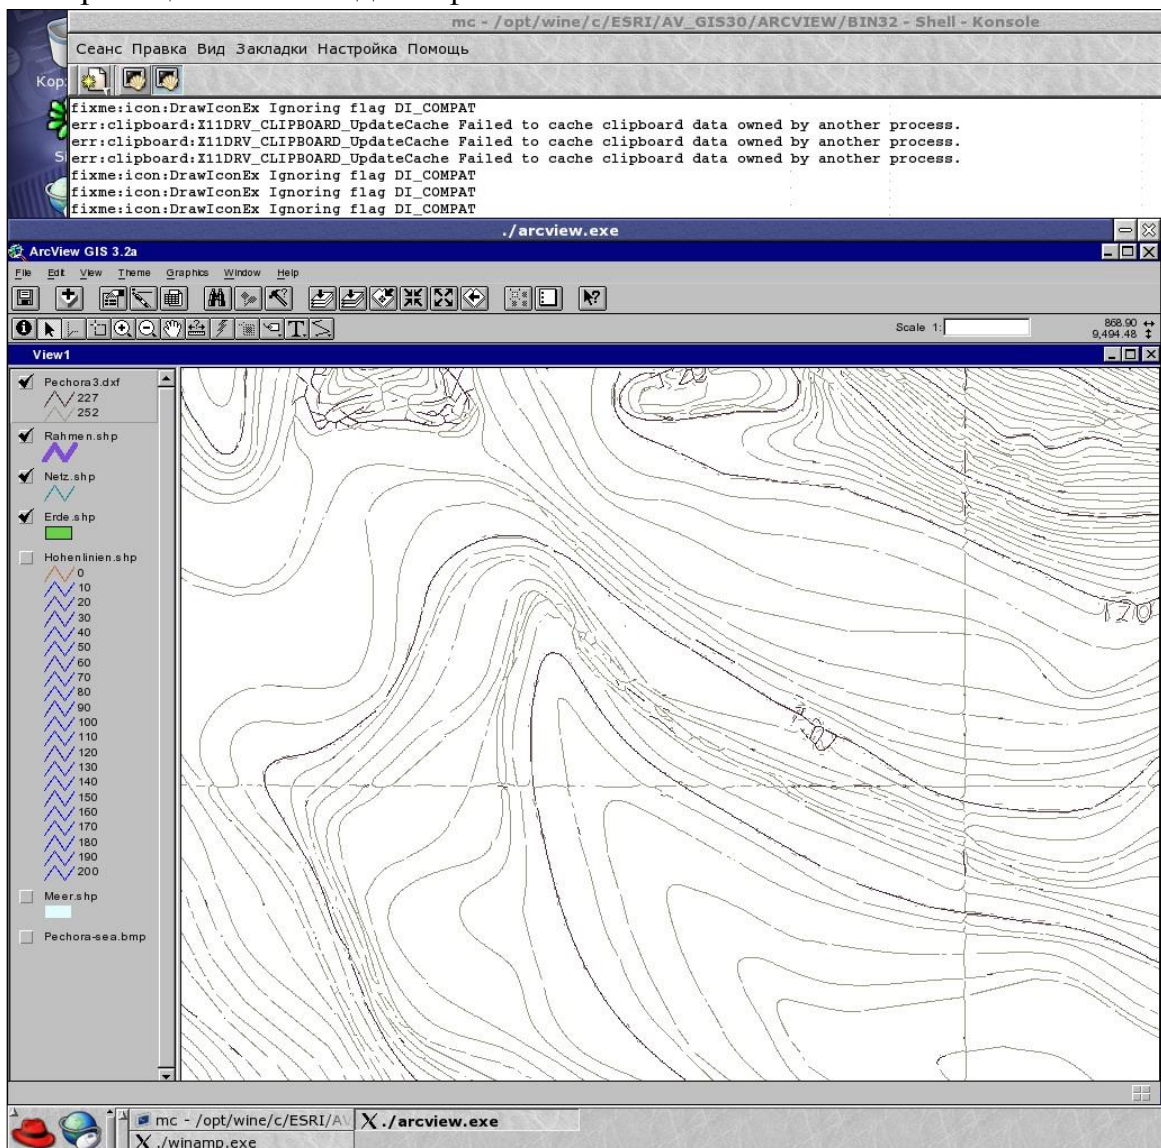 mc - /opt/wine/c/ESRI/AV_GIS30/ARCVIEW/BIN32 - Shell - Konsole
Сеанс Правка Вид Закладки Настройка Помощь
fixme:icon:DrawIconEx Ignoring flag DI_COMPAT
err:clipboard:X11DRV_CLIPBOARD_UpdateCache Failed to cache clipboard data owned by another process.
err:clipboard:X11DRV_CLIPBOARD_UpdateCache Failed to cache clipboard data owned by another process.
err:clipboard:X11DRV_CLIPBOARD_UpdateCache Failed to cache clipboard data owned by another process.
fixme:icon:DrawIconEx Ignoring flag DI_COMPAT
fixme:icon:DrawIconEx Ignoring flag DI_COMPAT
fixme:icon:DrawIconEx Ignoring flag DI_COMPAT
./arcview.exe
ArcView GIS 3.2a
File Edit View Theme Graphics Window Help
Scale 1:
868.90
9,494.48
View1
Pechora3.dxf
227
252
Rahmen.shp
Netz.shp
Erde.shp
Hohenlinien.shp
0
10
20
30
40
50
60
70
80
90
100
110
120
130
140
150
160
170
180
190
200
Meer.shp
Pechora-sea.bmp
120
mc - /opt/wine/c/ESRI/AV
./arcview.exe
./winamp.exe